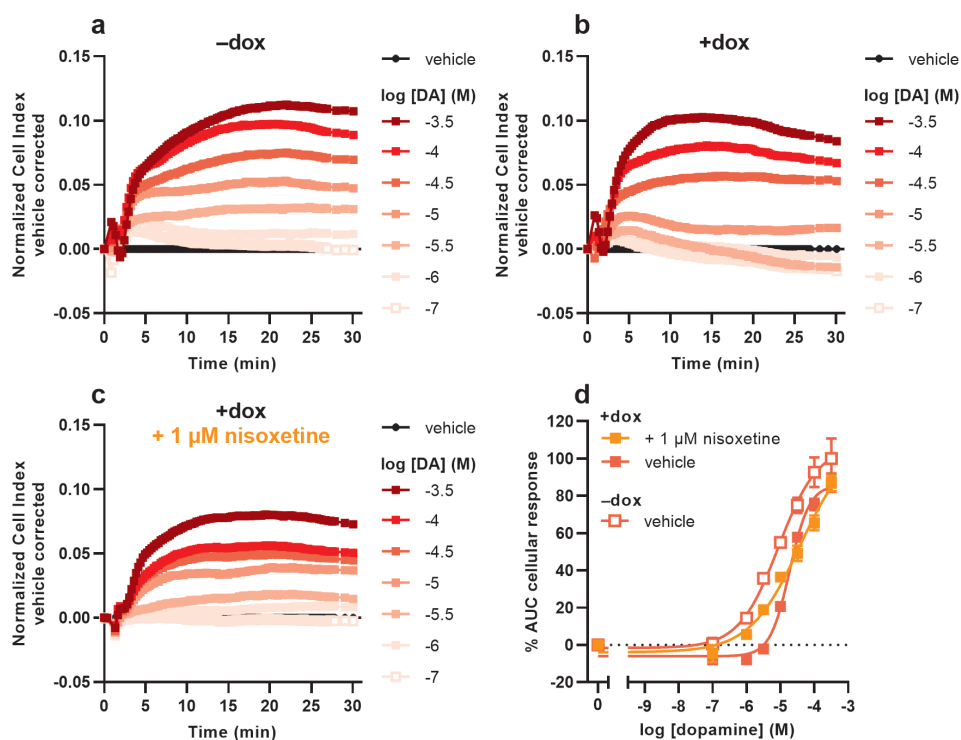 a
–dox
0.15
0.10
0.05
0.00
-0.05
Normalized Cell Index
vehicle corrected
0
5
10
15
20
25
30
Time (min)
vehicle
log [DA] (M)
-3.5
-4
-4.5
-5
-5.5
-6
-7
b
+dox
0.15
0.10
0.05
0.00
-0.05
Normalized Cell Index
vehicle corrected
0
5
10
15
20
25
30
Time (min)
vehicle
log [DA] (M)
-3.5
-4
-4.5
-5
-5.5
-6
-7
c
+dox
+ 1 µM nisoxetine
0.15
0.10
0.05
0.00
-0.05
Normalized Cell Index
vehicle corrected
0
5
10
15
20
25
30
Time (min)
vehicle
log [DA] (M)
-3.5
-4
-4.5
-5
-5.5
-6
-7
d
+dox
+ 1 µM nisoxetine
vehicle
–dox
vehicle
120
100
80
60
40
20
0
-20
% AUC cellular response
0
-9
-8
-7
-6
-5
-4
-3
log [dopamine] (M)